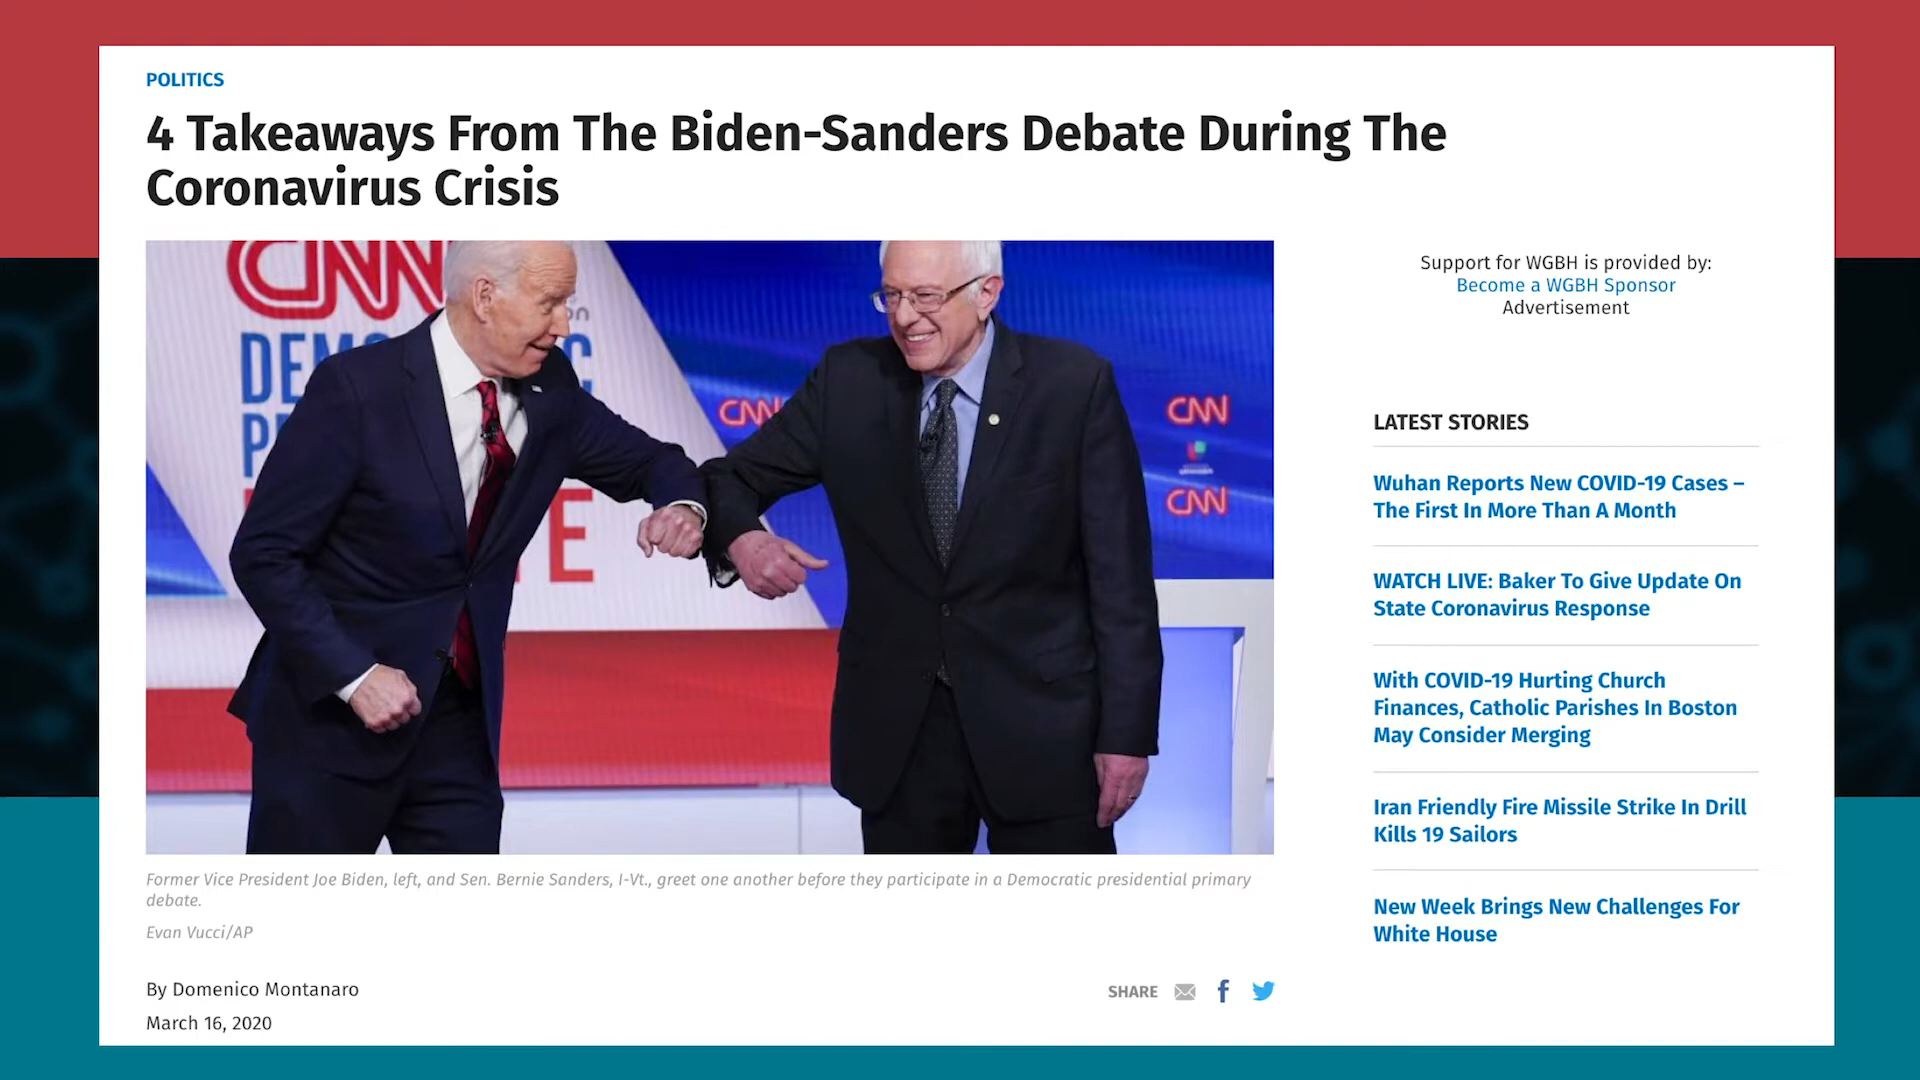 POLITICS
4 Takeaways From The Biden-Sanders Debate During The
Coronavirus Crisis
CNN
DEM
C
P
E
CNN
CNN
CNN
Former Vice President Joe Biden, left, and Sen. Bernie Sanders, I-Vt., greet one another before they participate in a Democratic presidential primary
debate.
Evan Vucci/AP
By Domenico Montanaro
March 16, 2020
SHARE
Support for WGBH is provided by:
Become a WGBH Sponsor
Advertisement
LATEST STORIES
Wuhan Reports New COVID-19 Cases –
The First In More Than A Month
WATCH LIVE: Baker To Give Update On
State Coronavirus Response
With COVID-19 Hurting Church
Finances, Catholic Parishes In Boston
May Consider Merging
Iran Friendly Fire Missile Strike In Drill
Kills 19 Sailors
New Week Brings New Challenges For
White House